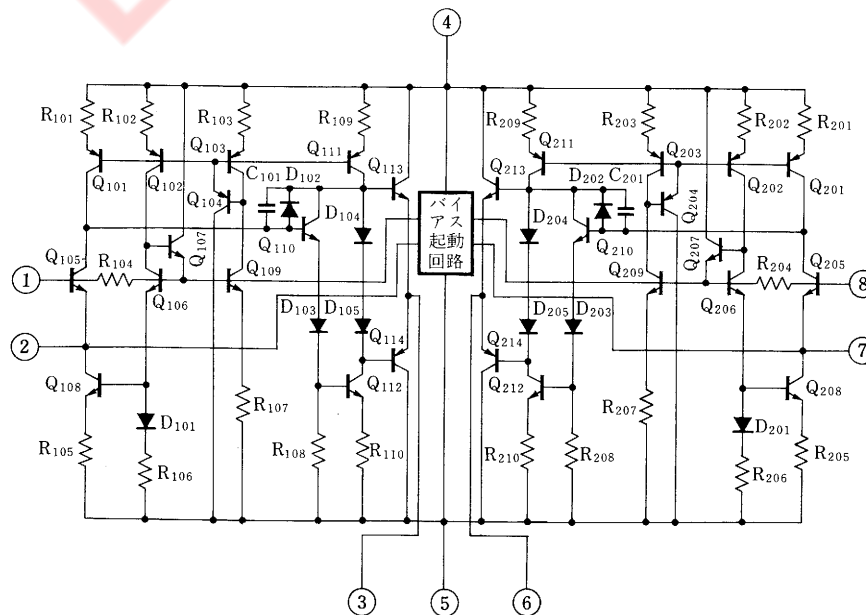 ④
R101
R102
R103
R109
R209
R203
R202
R201
Q103
Q111
Q211
Q203
C101
D102
Q113
Q213
D202
C201
Q101
Q102
Q104
Q204
Q202
Q201
D104
バイ
アス
起動
回路
D204
Q107
Q110
Q210
Q207
Q105
R104
Q109
Q209
R204
Q205
①
⑧
Q106
Q206
D103
D105
D205
D203
②
Q114
Q214
⑦
Q108
Q112
Q212
Q208
D101
R107
R207
D201
R105
R106
R108
R110
R210
R208
R206
R205
③
⑤
⑥